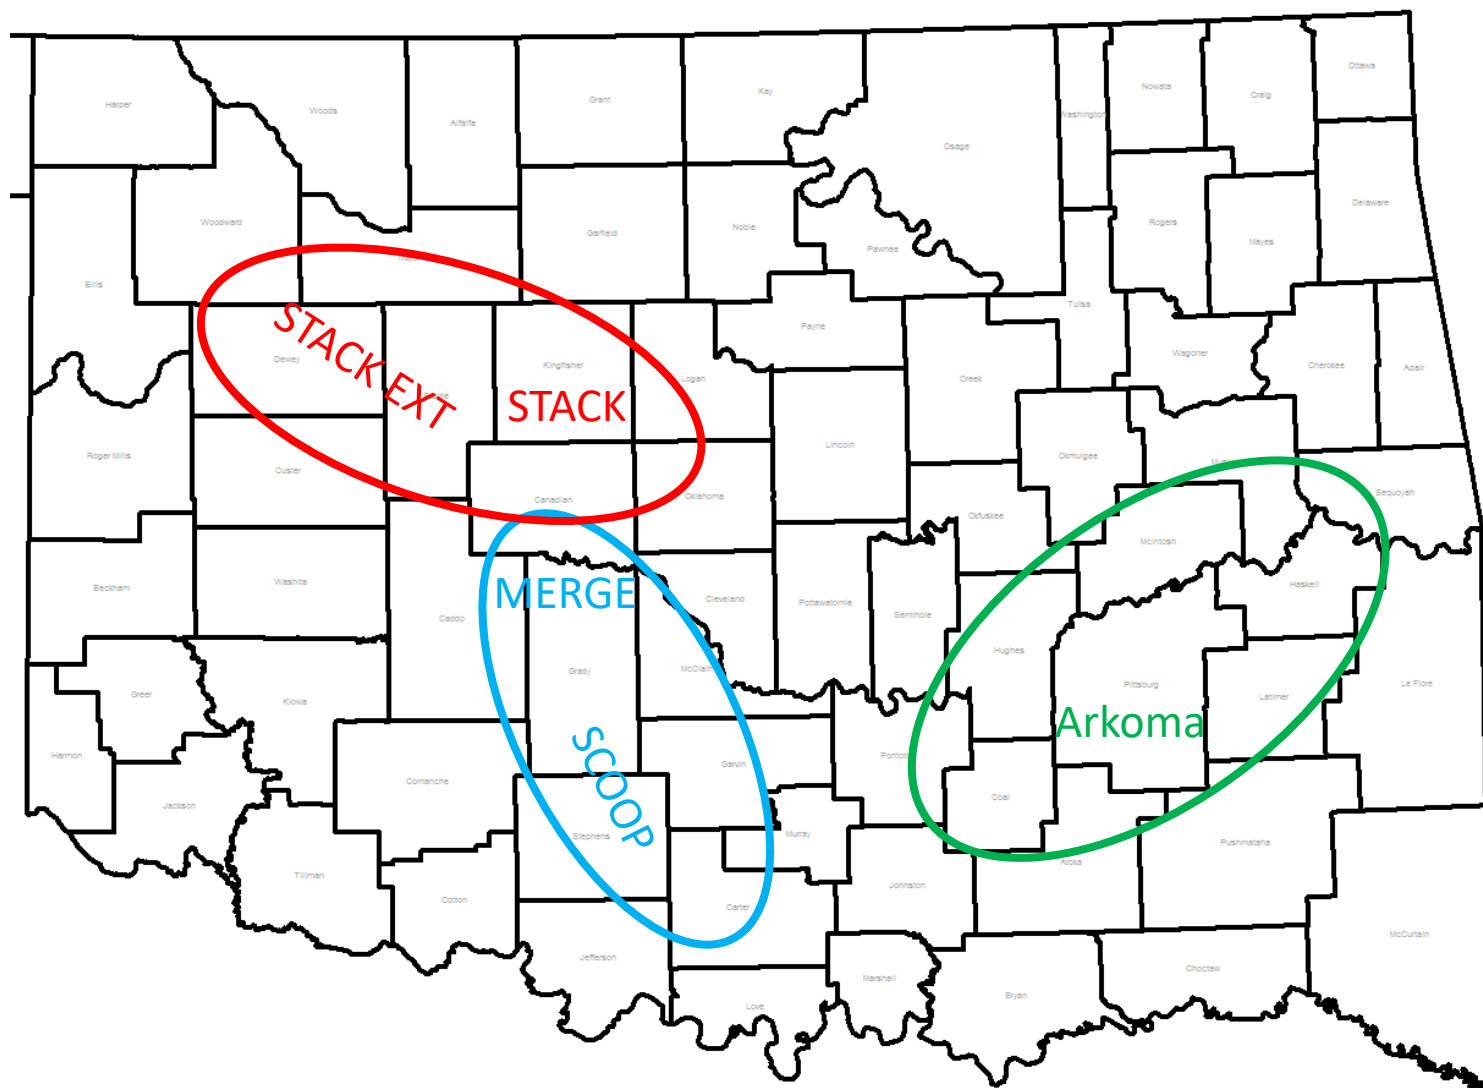 Harper
Woods
Alfalfa
Grant
Kay
Osage
Washington
Nowata
Craig
Ottawa
Ellis
Woodward
Garfield
Noble
Pawnee
Rogers
Mayes
Delaware
Tulsa
Dewey
STACK EXT
Kingfisher
STACK
Logan
Payne
Creek
Wagoner
Cherokee
Adair
Roger Mills
Custer
Canadian
Oklahoma
Lincoln
Okmulgee
Okfuskee
McIntosh
Sequoyah
Beckham
Washita
Caddo
MERGE
Cleveland
Pottawatomie
Seminole
Hughes
Haskell
Greer
Kiowa
Grady
McClain
Pittsburg
Latimer
Le Flore
Arkoma
Harmon
Jackson
Comanche
SCOOP
Garvin
Coal
Stephens
Murray
Pushmataha
Tillman
Cotton
Carter
Johnston
Atoka
McCurtain
Jefferson
Love
Marshall
Bryan
Choctaw